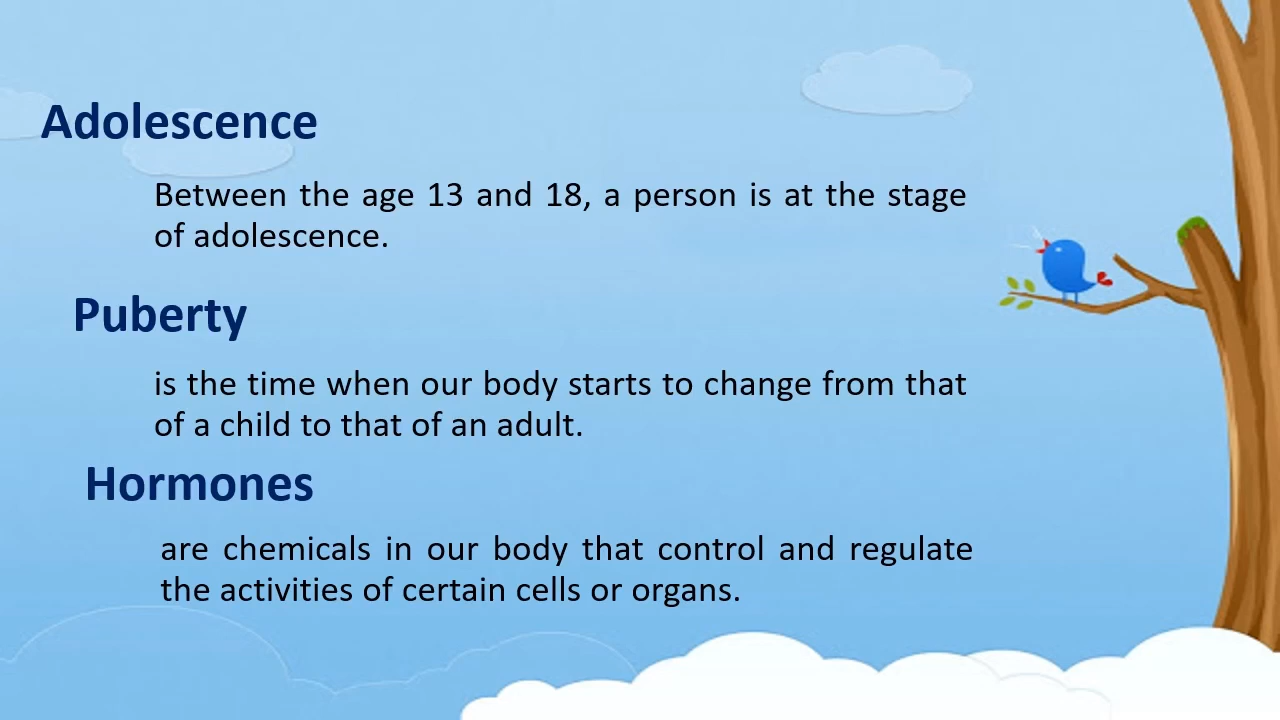 Adolescence
Between the age 13 and 18, a person is at the stage
of adolescence.
Puberty
is the time when our body starts to change from that
of a child to that of an adult.
Hormones
are chemicals in our body that control and regulate
the activities of certain cells or organs.